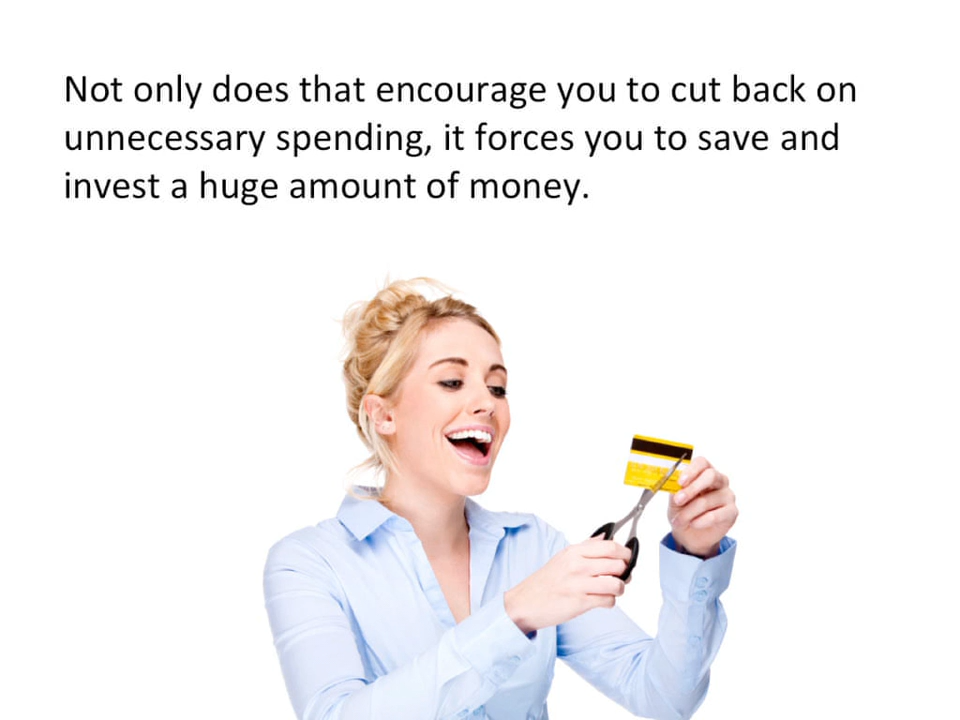 Not only does that encourage you to cut back on
unnecessary spending, it forces you to save and
invest a huge amount of money.